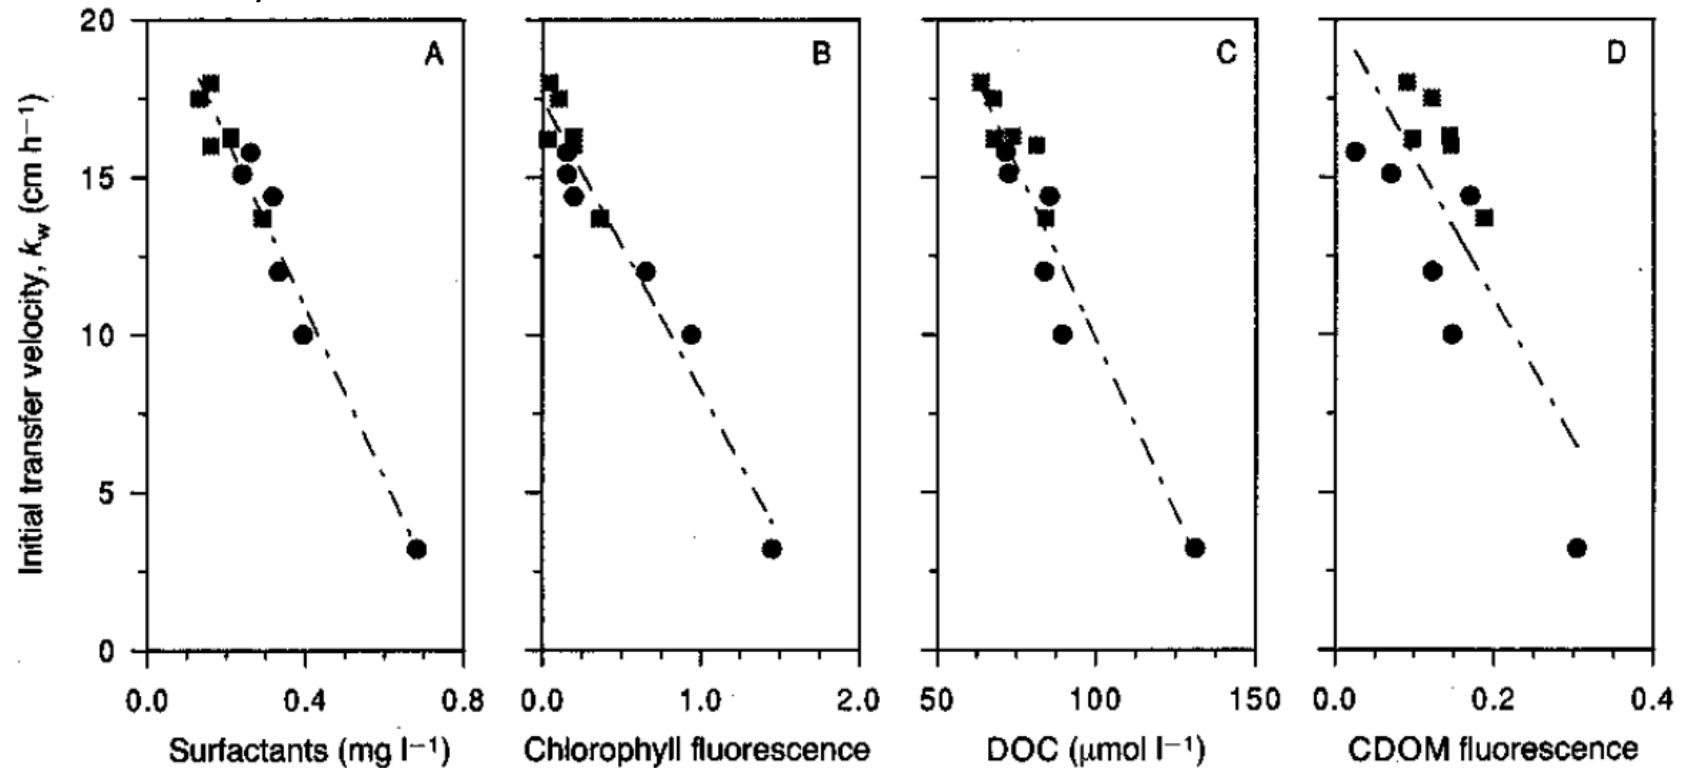 Initial transfer velocity, kw (cm h−1)
20
15
10
5
0
A
B
C
D
0.0 0.4 0.8
0.0 1.0 2.0
50 100 150
0.0 0.2 0.4
Surfactants (mg l−1)
Chlorophyll fluorescence
DOC (μmol l−1)
CDOM fluorescence